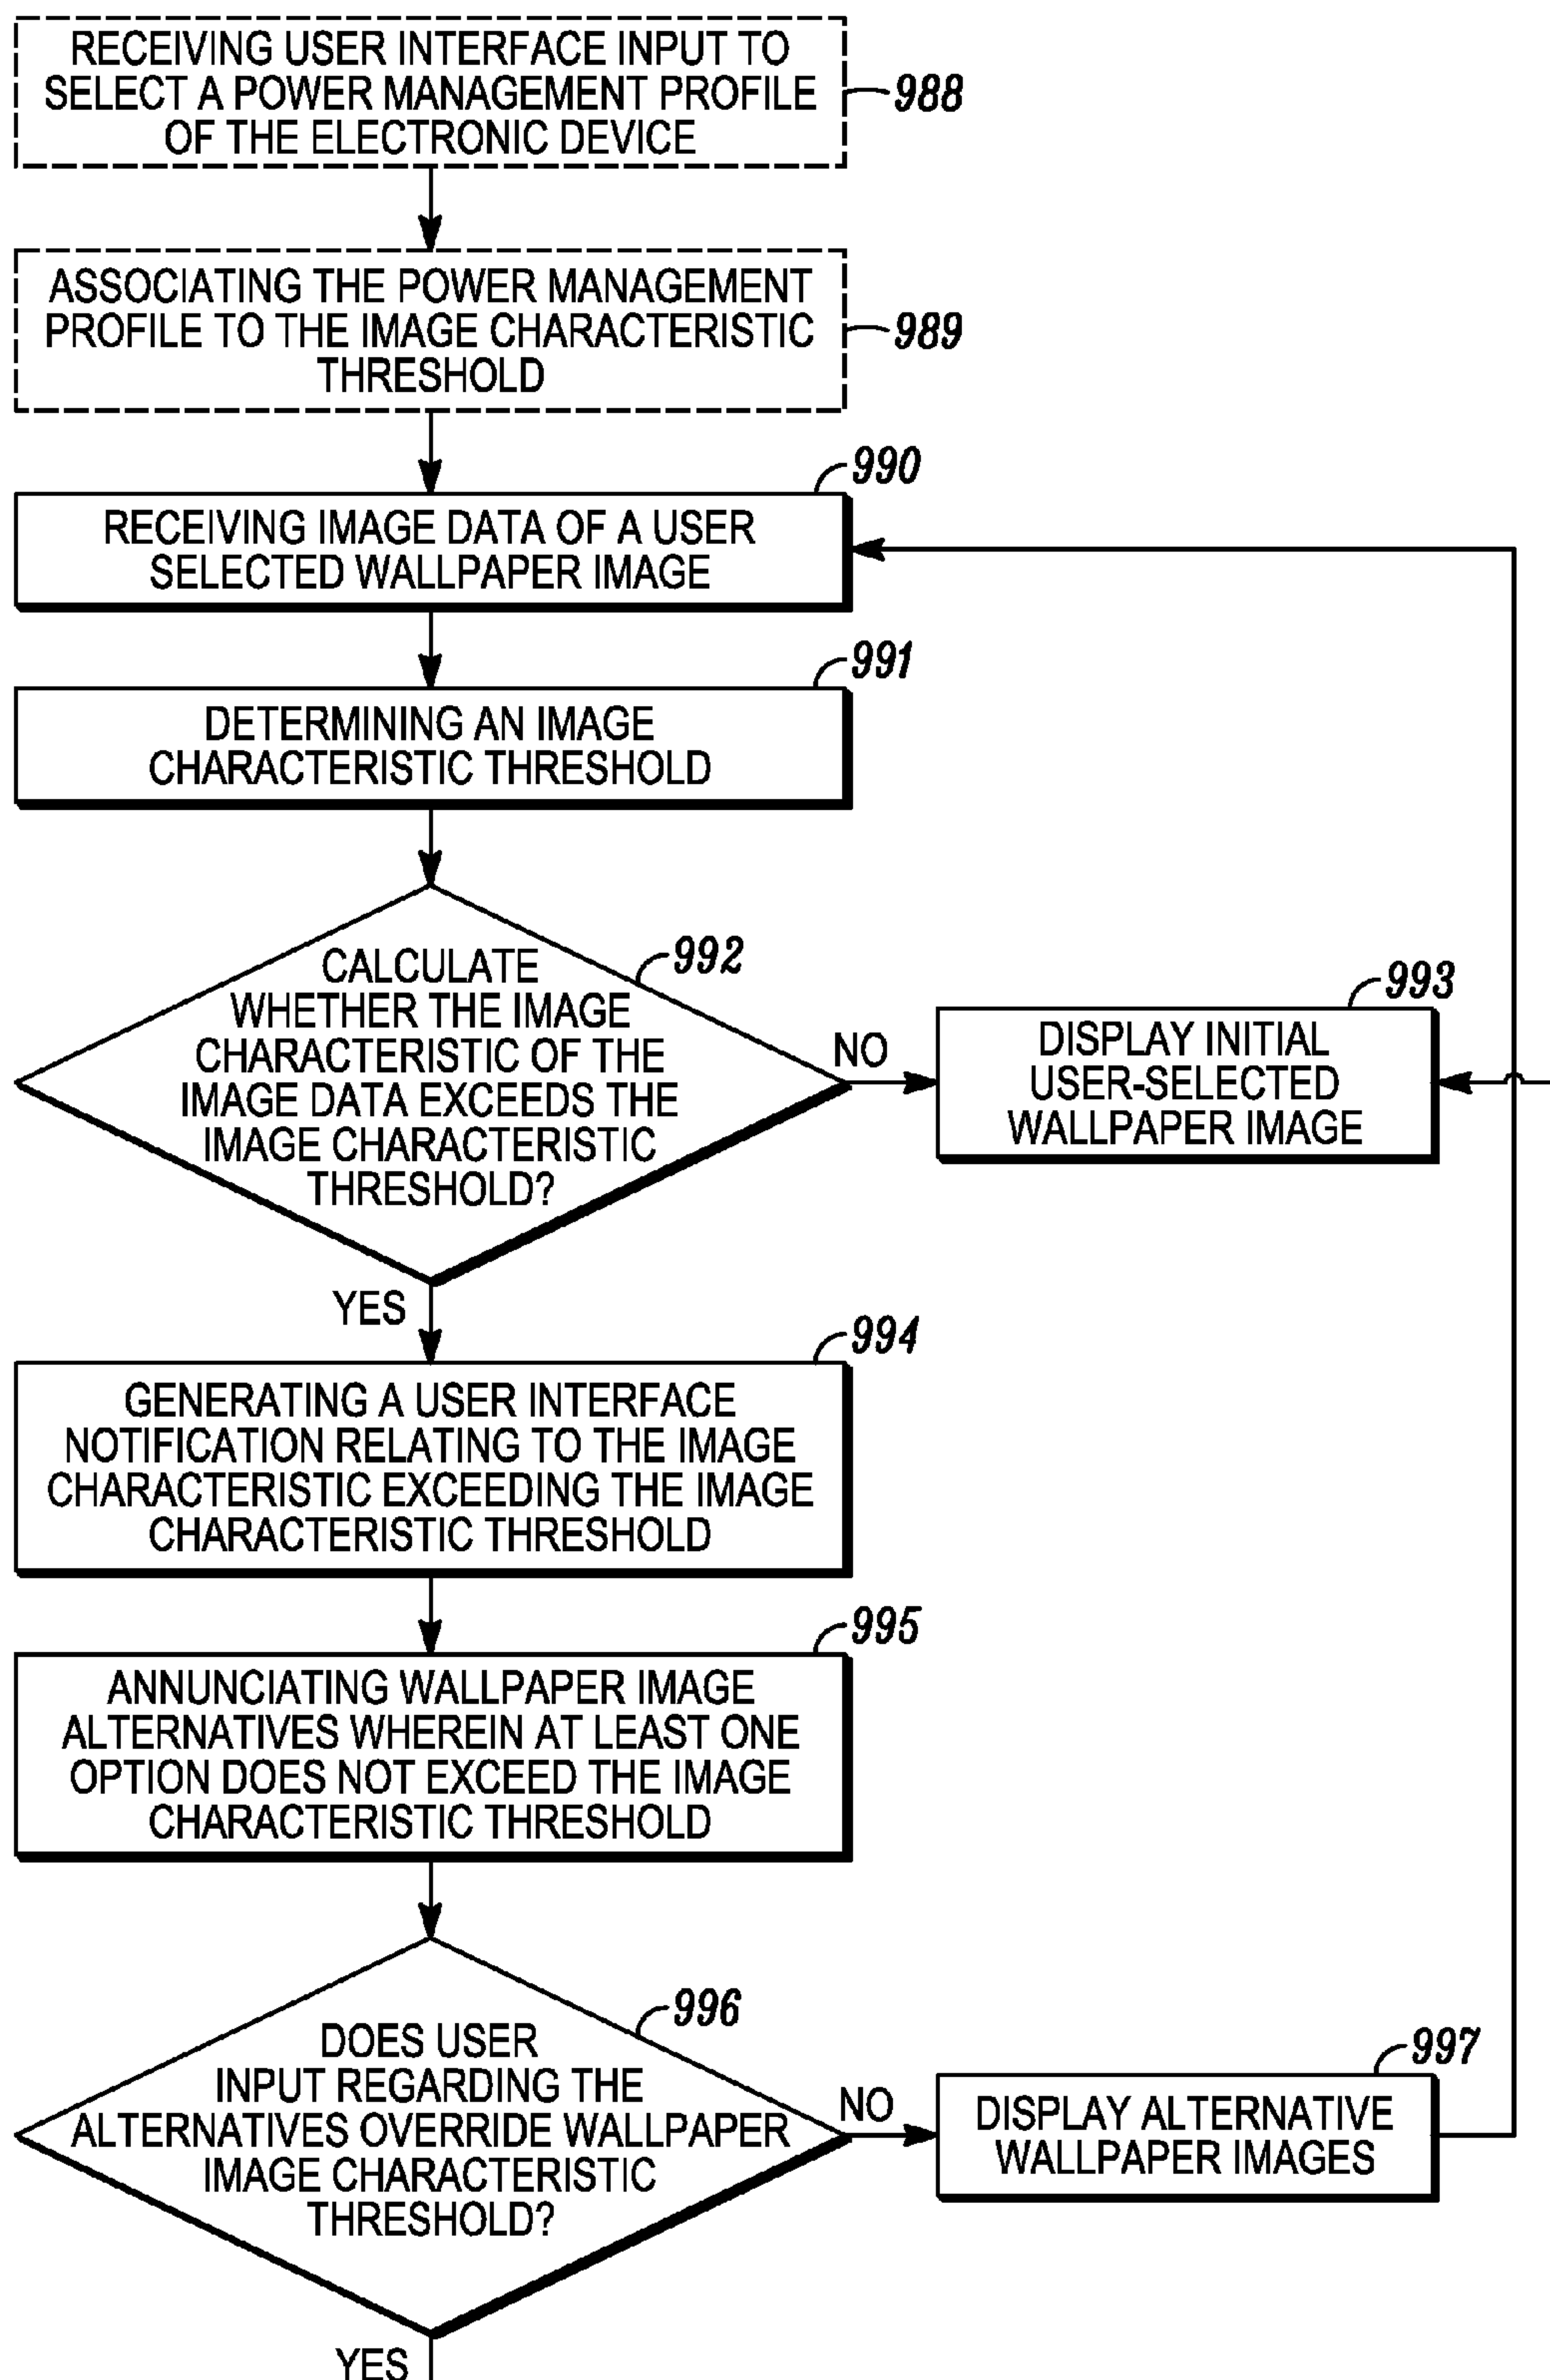 RECEIVING USER INTERFACE INPUT TO
SELECT A POWER MANAGEMENT PROFILE
OF THE ELECTRONIC DEVICE
988
ASSOCIATING THE POWER MANAGEMENT
PROFILE TO THE IMAGE CHARACTERISTIC
THRESHOLD
989
990
RECEIVING IMAGE DATA OF A USER
SELECTED WALLPAPER IMAGE
991
DETERMINING AN IMAGE
CHARACTERISTIC THRESHOLD
992
CALCULATE
WHETHER THE IMAGE
CHARACTERISTIC OF THE
IMAGE DATA EXCEEDS THE
IMAGE CHARACTERISTIC
THRESHOLD?
NO
993
DISPLAY INITIAL
USER-SELECTED
WALLPAPER IMAGE
YES
994
GENERATING A USER INTERFACE
NOTIFICATION RELATING TO THE IMAGE
CHARACTERISTIC EXCEEDING THE IMAGE
CHARACTERISTIC THRESHOLD
995
ANNUNCIATING WALLPAPER IMAGE
ALTERNATIVES WHEREIN AT LEAST ONE
OPTION DOES NOT EXCEED THE IMAGE
CHARACTERISTIC THRESHOLD
996
DOES USER
INPUT REGARDING THE
ALTERNATIVES OVERRIDE WALLPAPER
IMAGE CHARACTERISTIC
THRESHOLD?
NO
997
DISPLAY ALTERNATIVE
WALLPAPER IMAGES
YES